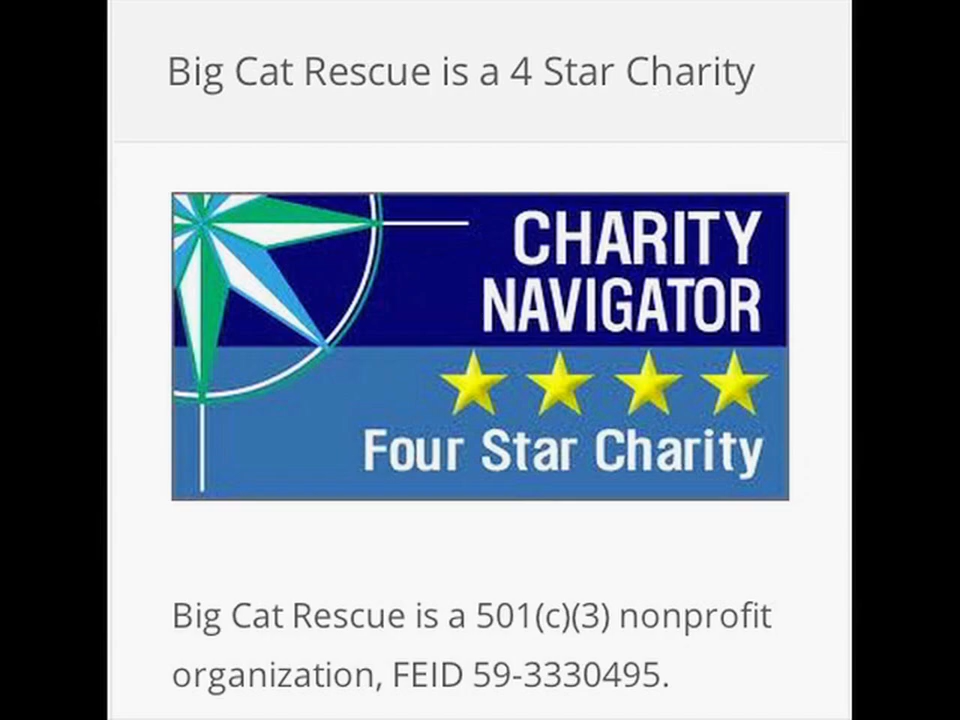 Big Cat Rescue is a 4 Star Charity
CHARITY
NAVIGATOR
Four Star Charity
Big Cat Rescue is a 501(c)(3) nonprofit
organization, FEID 59-3330495.